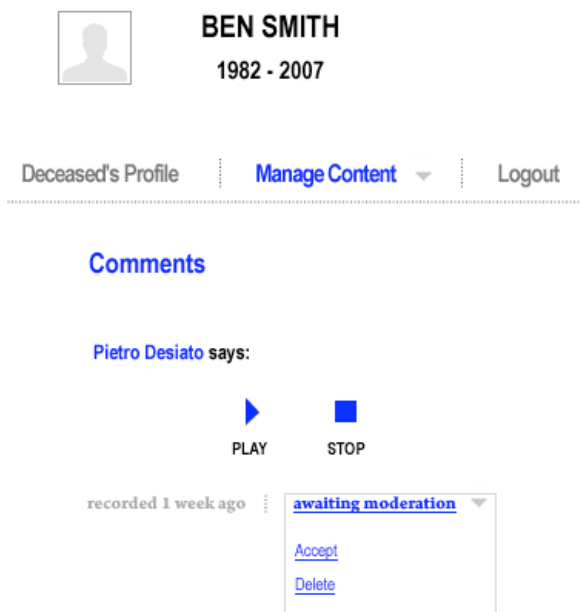 BEN SMITH
1982 - 2007
Deceased's Profile Manage Content Logout
Comments
Pietro Desiato says:
PLAY STOP
recorded 1 week ago awaiting moderation
Accept
Delete